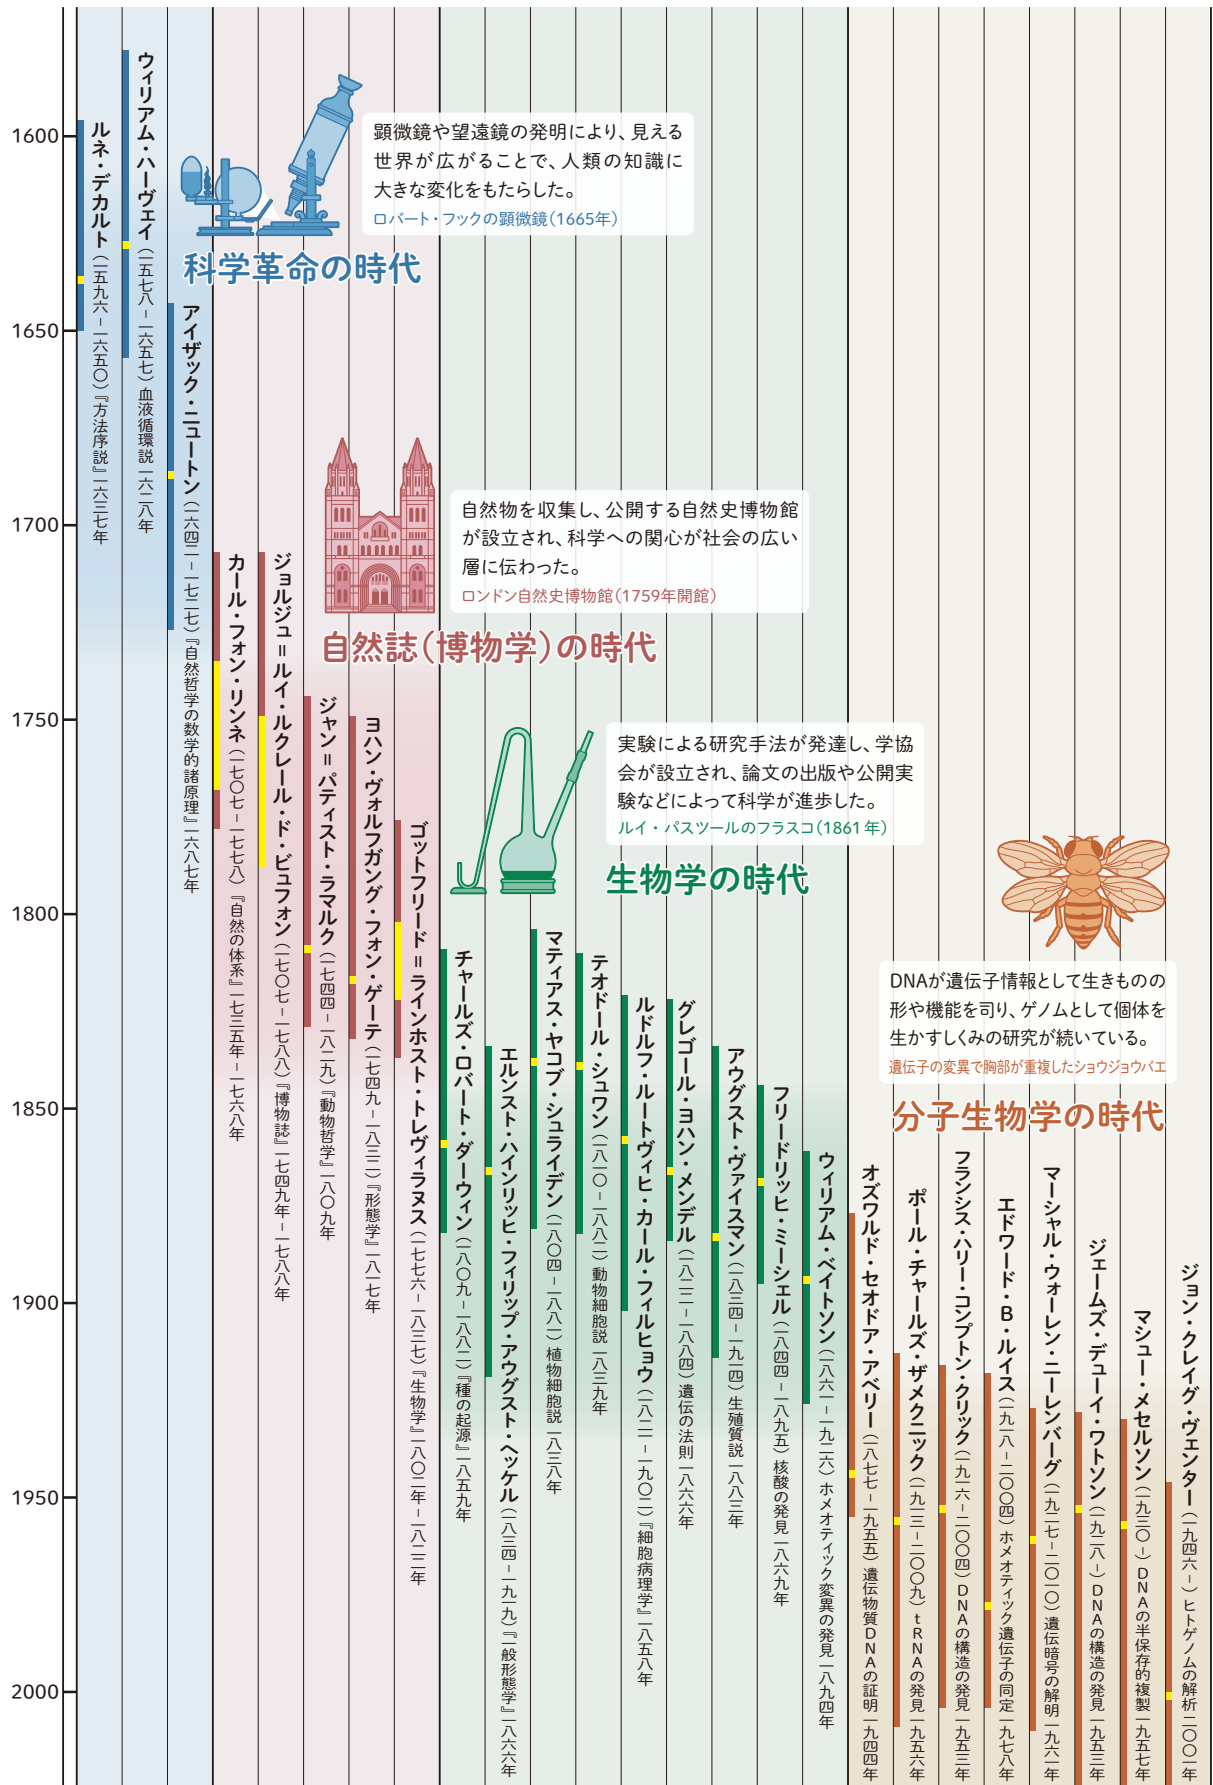 1600
1650
1700
1750
1800
1850
1900
1950
2000
顕微鏡や望遠鏡の発明により、見える
世界が広がることで、人類の知識に
大きな変化をもたらした。
ロバート・フックの顕微鏡（1665年）
科学革命の時代
ルネ・デカルト（一五九六－一六五〇）『方法序説』一六三七年
ウィリアム・ハーヴェイ（一五七八－一六五七）血液循環説一六二八年
アイザック・ニュートン（一六四二－一七二七）『自然哲学の数学的諸原理』一六八七年
自然物を収集し、公開する自然史博物館
が設立され、科学への関心が社会の広い
層に伝わった。
ロンドン自然史博物館（1759年開館）
自然誌（博物学）の時代
カール・フォン・リンネ（一七〇七－一七七八）『自然の体系』一七三五年－一七六八年
ジョルジュ＝ルイ・ルクレール・ド・ビュフォン（一七〇七－一七八八）『博物誌』一七四九年－一七八八年
ジャン＝パティスト・ラマルク（一七四四－一八二九）『動物哲学』一八〇九年
ヨハン・ヴォルフガング・フォン・ゲーテ（一七四九－一八三二）『形態学』一八一七年
ゴットフリード＝ラインホスト・トレヴィラヌス（一七七六－一八三七）『生物学』一八〇二年－一八二二年
実験による研究手法が発達し、学協
会が設立され、論文の出版や公開実
験などによって科学が進歩した。
ルイ・パスツールのフラスコ（1861年）
生物学の時代
チャールズ・ロバート・ダーウィン（一八〇九－一八八二）『種の起源』一八五九年
エルンスト・ハインリッヒ・フィリップ・アウグスト・ヘッケル（一八三四－一九一九）『一般形態学』一八六六年
マティアス・ヤコブ・シュライデン（一八〇四－一八八一）植物細胞説一八三八年
テオドール・シュワン（一八一〇－一八八二）動物細胞説一八三九年
ルドルフ・ルートヴィヒ・カール・フィルヒョウ（一八二一－一九〇二）『細胞病理学』一八五八年
グレゴール・ヨハン・メンデル（一八二二－一八八四）遺伝の法則一八六六年
アウグスト・ヴァイスマン（一八三四－一九一四）生殖質説一八八三年
フリードリッヒ・ミーシェル（一八四四－一八九五）核酸の発見一八六九年
ウィリアム・ベイトソン（一八六一－一九二六）ホメオティック変異の発見一八九四年
DNAが遺伝子情報として生きものの
形や機能を司り、ゲノムとして個体を
生かすしくみの研究が続いている。
遺伝子の変異で胸部が重複したショウジョウバエ
分子生物学の時代
オズワルド・セオドア・アベリー（一八七七－一九五五）遺伝物質DNAの証明一九四四年
ポール・チャールズ・ザメクニック（一九一三－二〇〇九）tRNAの発見一九五六年
フランシス・ハリー・コンプトン・クリック（一九一六－二〇〇四）DNAの構造の発見一九五三年
エドワード・B・ルイス（一九一八－二〇〇四）ホメオティック遺伝子の同定一九七八年
マーシャル・ウォーレン・ニーレンバーグ（一九二七－二〇一〇）遺伝暗号の解明一九六一年
ジェームズ・デューイ・ワトソン（一九二八－）DNAの構造の発見一九五三年
マシュー・メセルソン（一九三〇－）DNAの半保存的複製一九五七年
ジョン・クレイグ・ヴェンター（一九四六－）ヒトゲノムの解析二〇〇一年